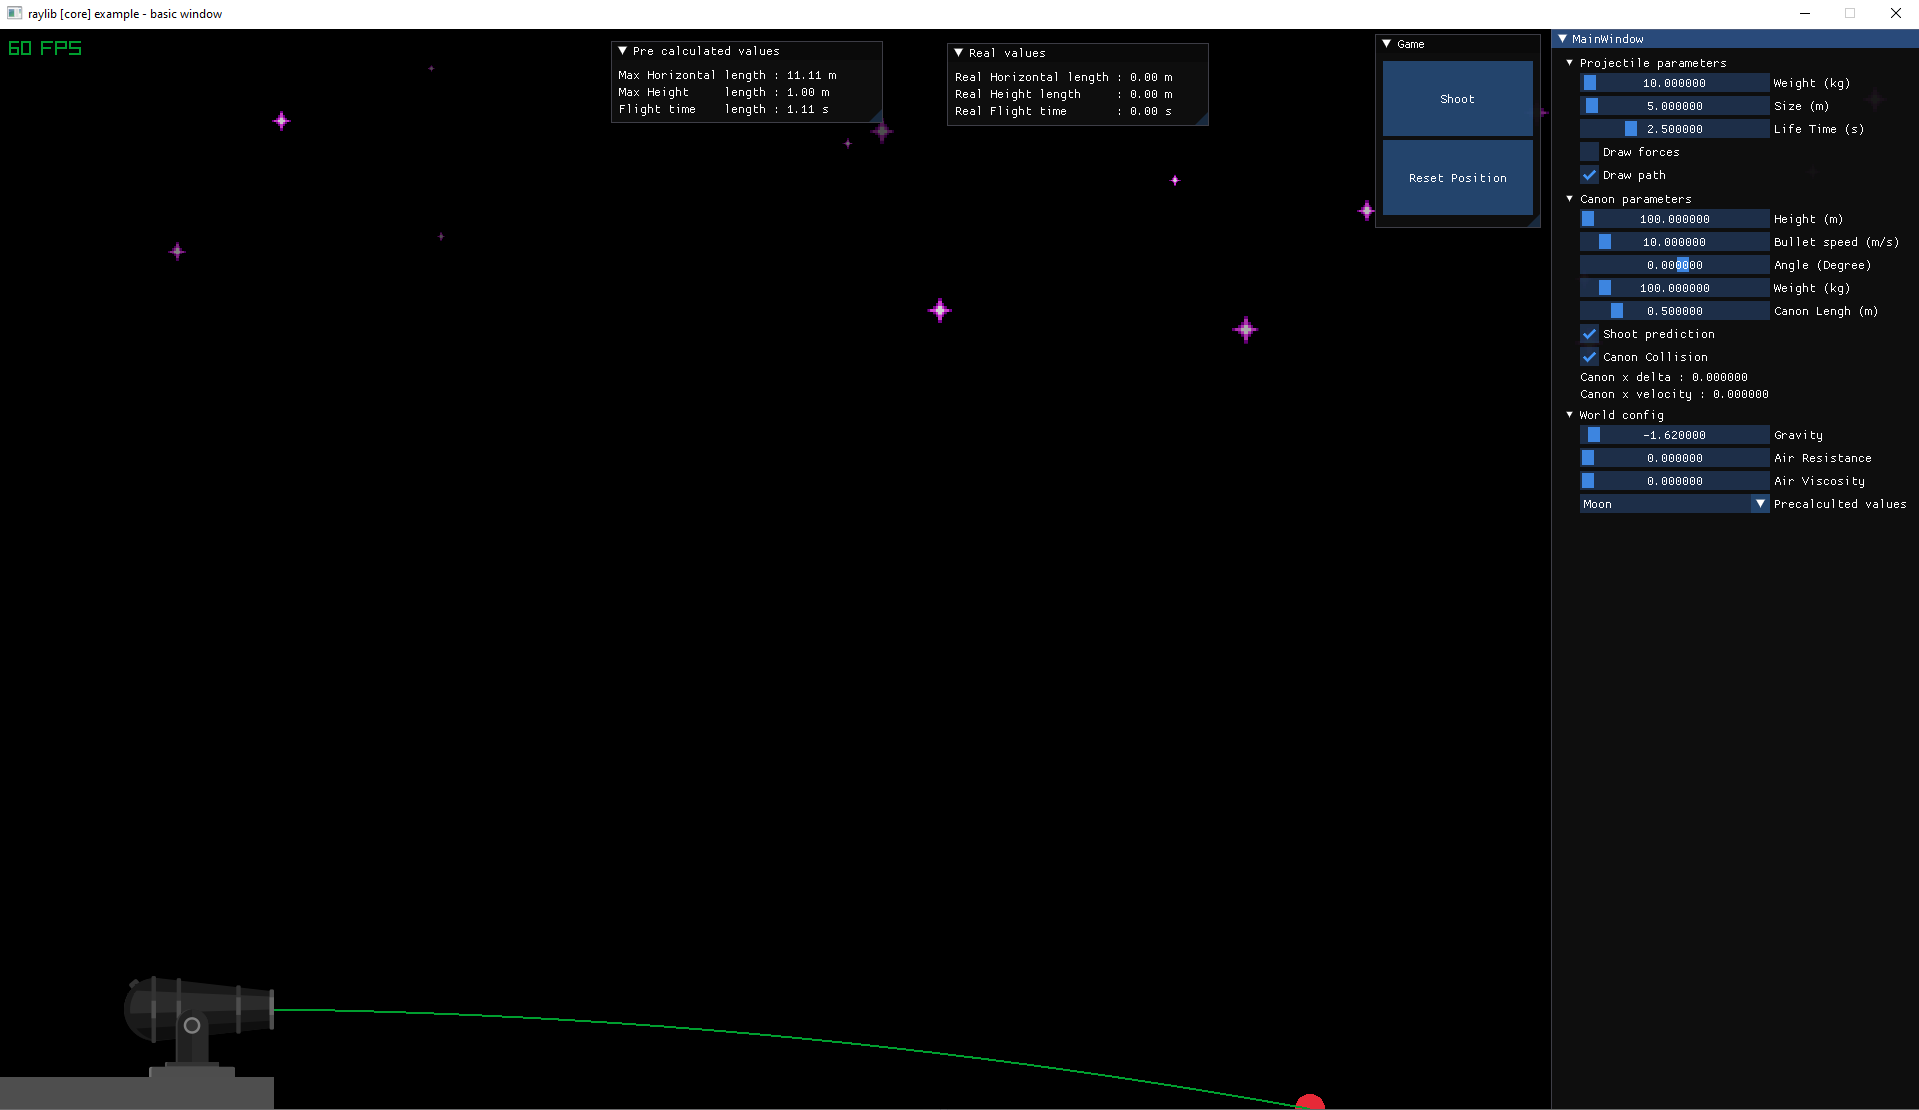 raylib [core] example - basic window
60 FPS
Pre calculated values
Max Horizontal length : 11.11 m
Max Height length : 1.00 m
Flight time length : 1.11 s
Real values
Real Horizontal length : 0.00 m
Real Height length : 0.00 m
Real Flight time : 0.00 s
Game
Shoot
Reset Position
MainWindow
Projectile parameters
10.000000 Weight (kg)
5.000000 Size (m)
2.500000 Life Time (s)
Draw forces
Draw path
Canon parameters
100.000000 Height (m)
10.000000 Bullet speed (m/s)
0.000000 Angle (Degree)
100.000000 Weight (kg)
0.500000 Canon Lengh (m)
Shoot prediction
Canon Collision
Canon x delta : 0.000000
Canon x velocity : 0.000000
World config
-1.620000 Gravity
0.000000 Air Resistance
0.000000 Air Viscosity
Moon Precalculted values